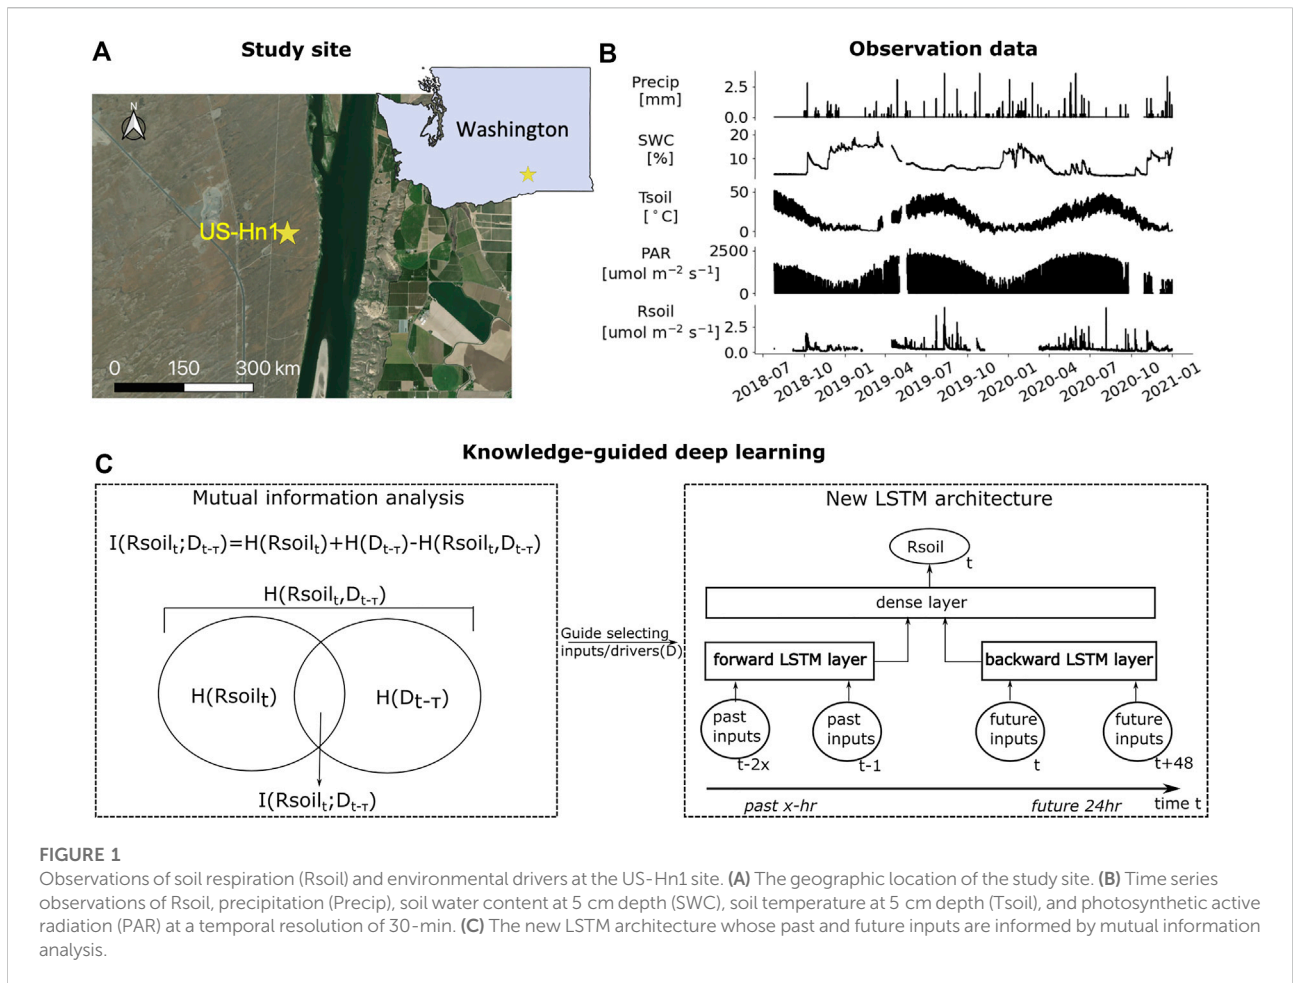 A
Study site
N
Washington
US-Hn1
0 150 300 km
B
Observation data
Precip
[mm]
2.5
0.0
SWC
[%]
20
10
Tsoil
[°C]
50
0
PAR
[umol m⁻² s⁻¹]
2500
0
Rsoil
[umol m⁻² s⁻¹]
2.5
0.0
2018-07 2018-10 2019-01 2019-04 2019-07 2019-10 2020-01 2020-04 2020-07 2020-10 2021-01
C
Knowledge-guided deep learning
Mutual information analysis
I(Rsoilₜ;Dₜ₋τ)=H(Rsoilₜ)+H(Dₜ₋τ)-H(Rsoilₜ,Dₜ₋τ)
H(Rsoilₜ,Dₜ₋τ)
H(Rsoilₜ)
H(Dₜ₋τ)
I(Rsoilₜ;Dₜ₋τ)
Guide selecting
inputs/drivers(D)
New LSTM architecture
Rsoil
t
dense layer
forward LSTM layer
backward LSTM layer
past
inputs
t-2x
past
inputs
t-1
future
inputs
t
future
inputs
t+48
past x-hr
future 24hr
time t
FIGURE 1
Observations of soil respiration (Rsoil) and environmental drivers at the US-Hn1 site. (A) The geographic location of the study site. (B) Time series
observations of Rsoil, precipitation (Precip), soil water content at 5 cm depth (SWC), soil temperature at 5 cm depth (Tsoil), and photosynthetic active
radiation (PAR) at a temporal resolution of 30-min. (C) The new LSTM architecture whose past and future inputs are informed by mutual information
analysis.